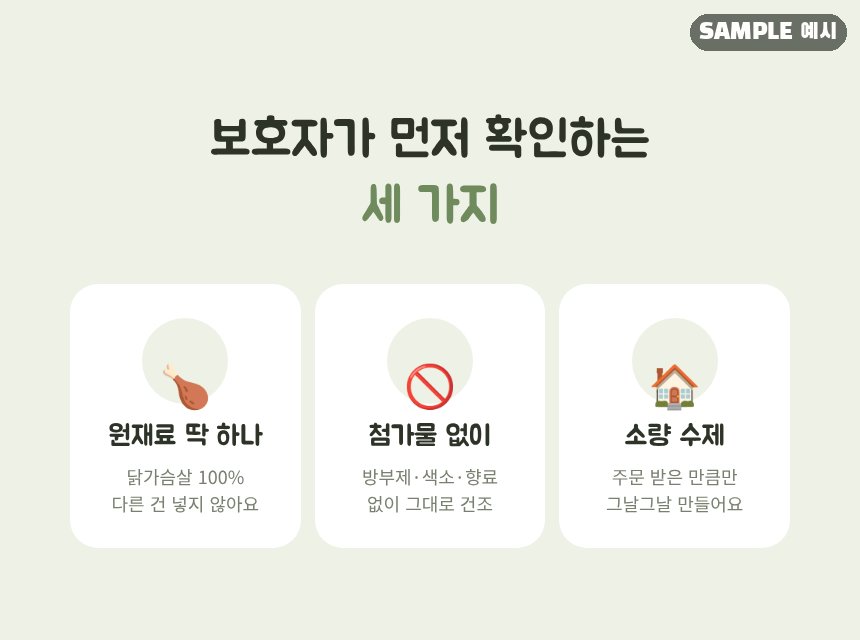 SAMPLE 예시
보호자가 먼저 확인하는
세 가지
원재료 딱 하나
닭가슴살 100%
다른 건 넣지 않아요
첨가물 없이
방부제·색소·향료
없이 그대로 건조
소량 수제
주문 받은 만큼만
그날그날 만들어요